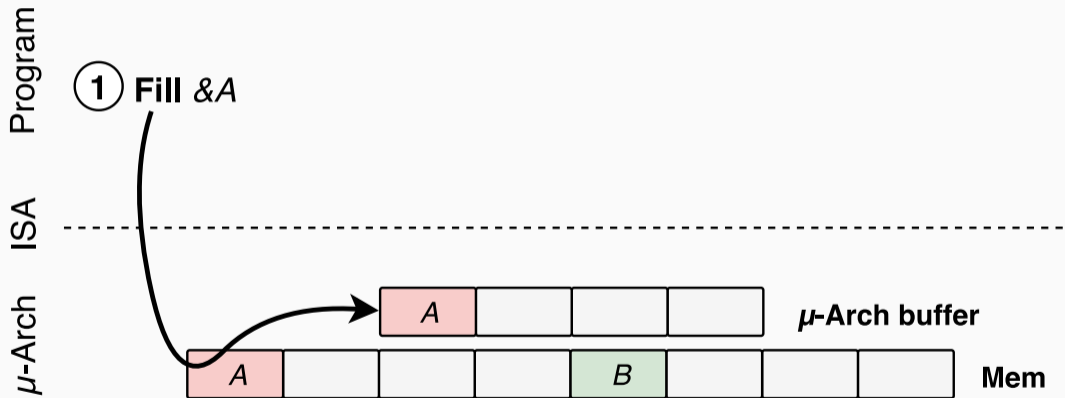 Program
ISA
μ-Arch
1 Fill &A
A
μ-Arch buffer
A
B
Mem